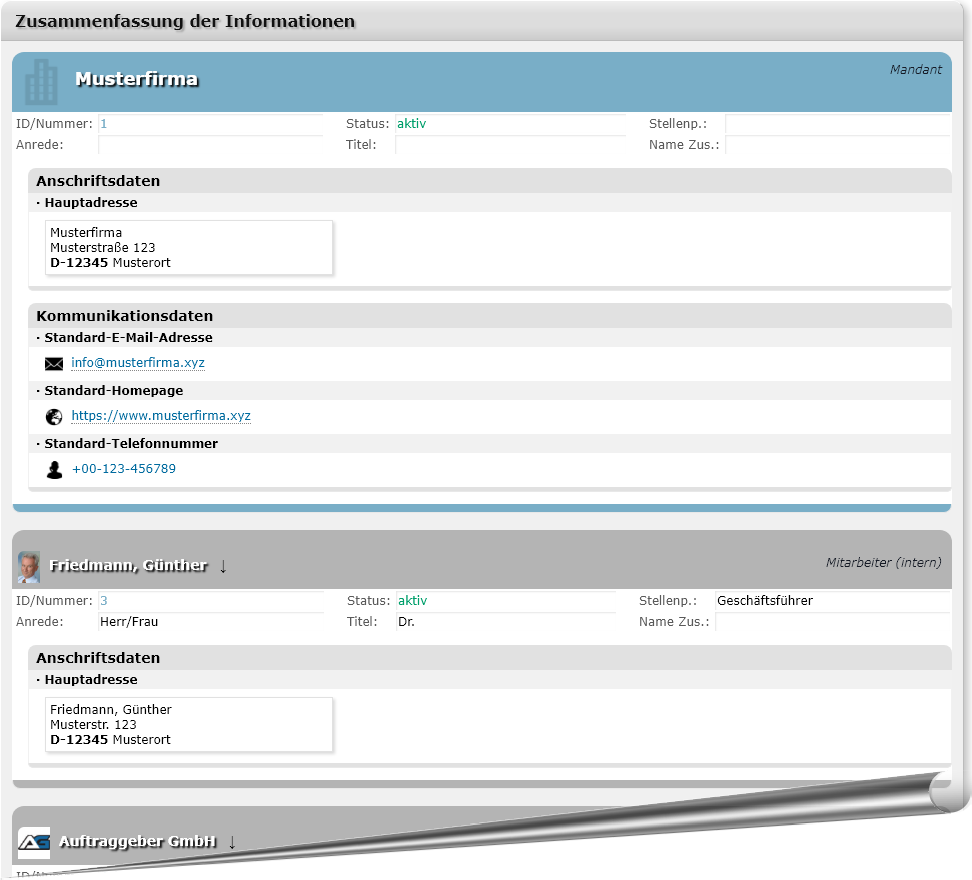 Zusammenfassung der Informationen
Musterfirma Mandant
ID/Nummer: 1 Status: aktiv Stellenp.:
Anrede: Titel: Name Zus.:
Anschriftsdaten
· Hauptadresse
Musterfirma
Musterstraße 123
D-12345 Musterort
Kommunikationsdaten
· Standard-E-Mail-Adresse
info@musterfirma.xyz
· Standard-Homepage
https://www.musterfirma.xyz
· Standard-Telefonnummer
+00-123-456789
Friedmann, Günther ↓ Mitarbeiter (intern)
ID/Nummer: 3 Status: aktiv Stellenp.: Geschäftsführer
Anrede: Herr/Frau Titel: Dr. Name Zus.:
Anschriftsdaten
· Hauptadresse
Friedmann, Günther
Musterstr. 123
D-12345 Musterort
AG Auftraggeber GmbH ↓